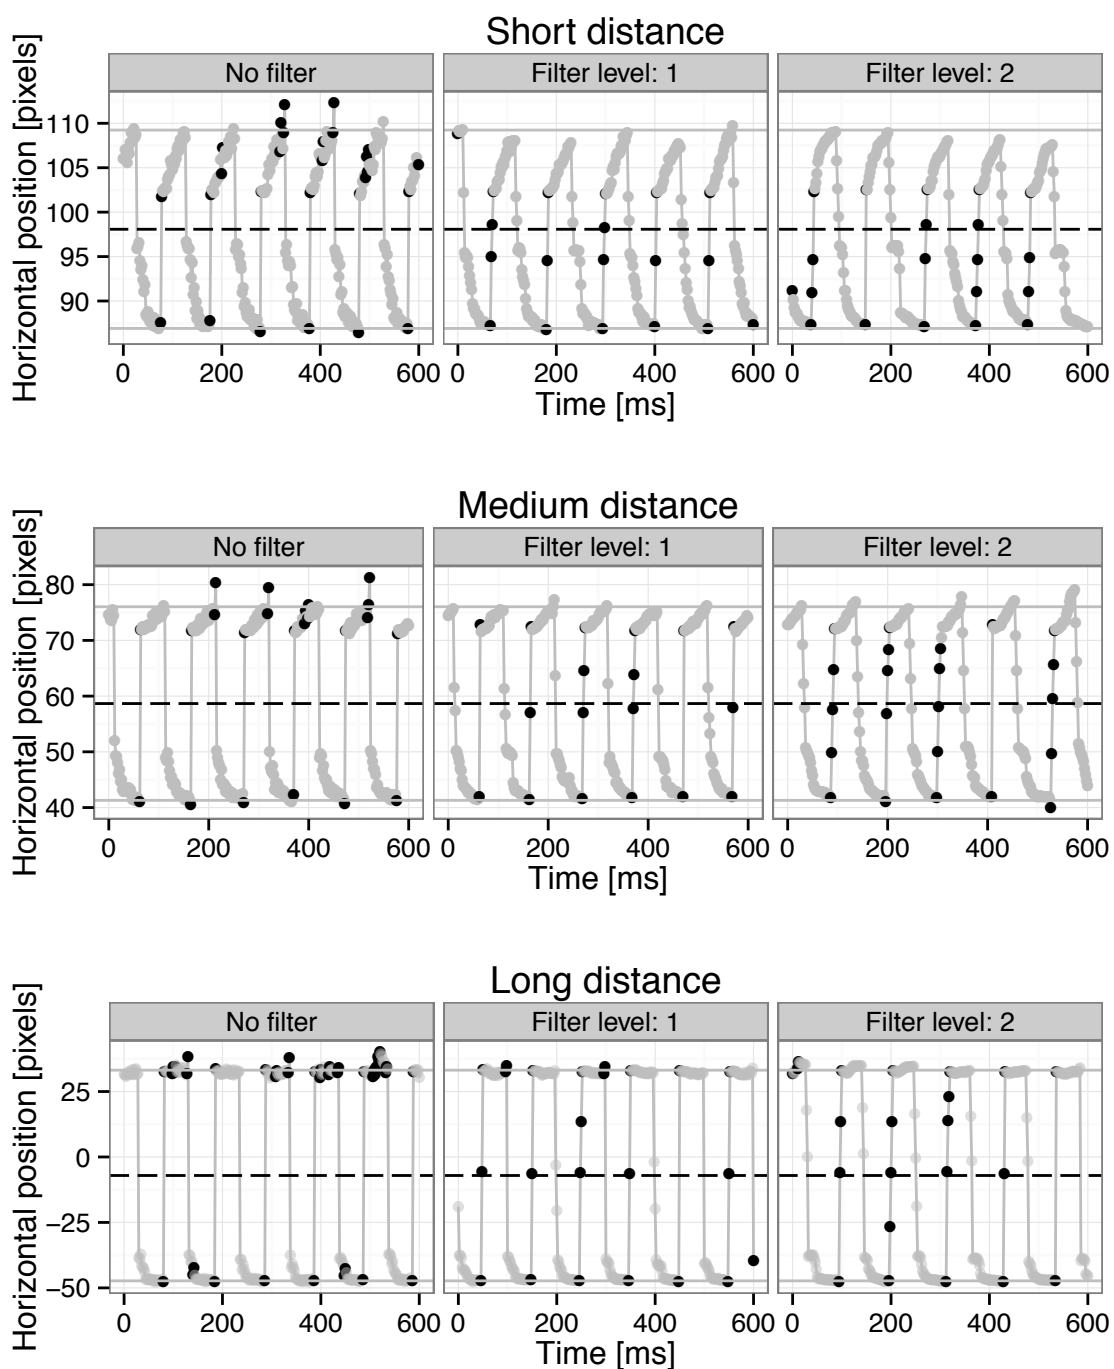 Short distance
No filter Filter level: 1 Filter level: 2
Horizontal position [pixels]
110
105
100
95
90
0 200 400 600 0 200 400 600 0 200 400 600
Time [ms]
Medium distance
No filter Filter level: 1 Filter level: 2
Horizontal position [pixels]
80
70
60
50
40
0 200 400 600 0 200 400 600 0 200 400 600
Time [ms]
Long distance
No filter Filter level: 1 Filter level: 2
Horizontal position [pixels]
25
0
−25
−50
0 200 400 600 0 200 400 600 0 200 400 600
Time [ms]